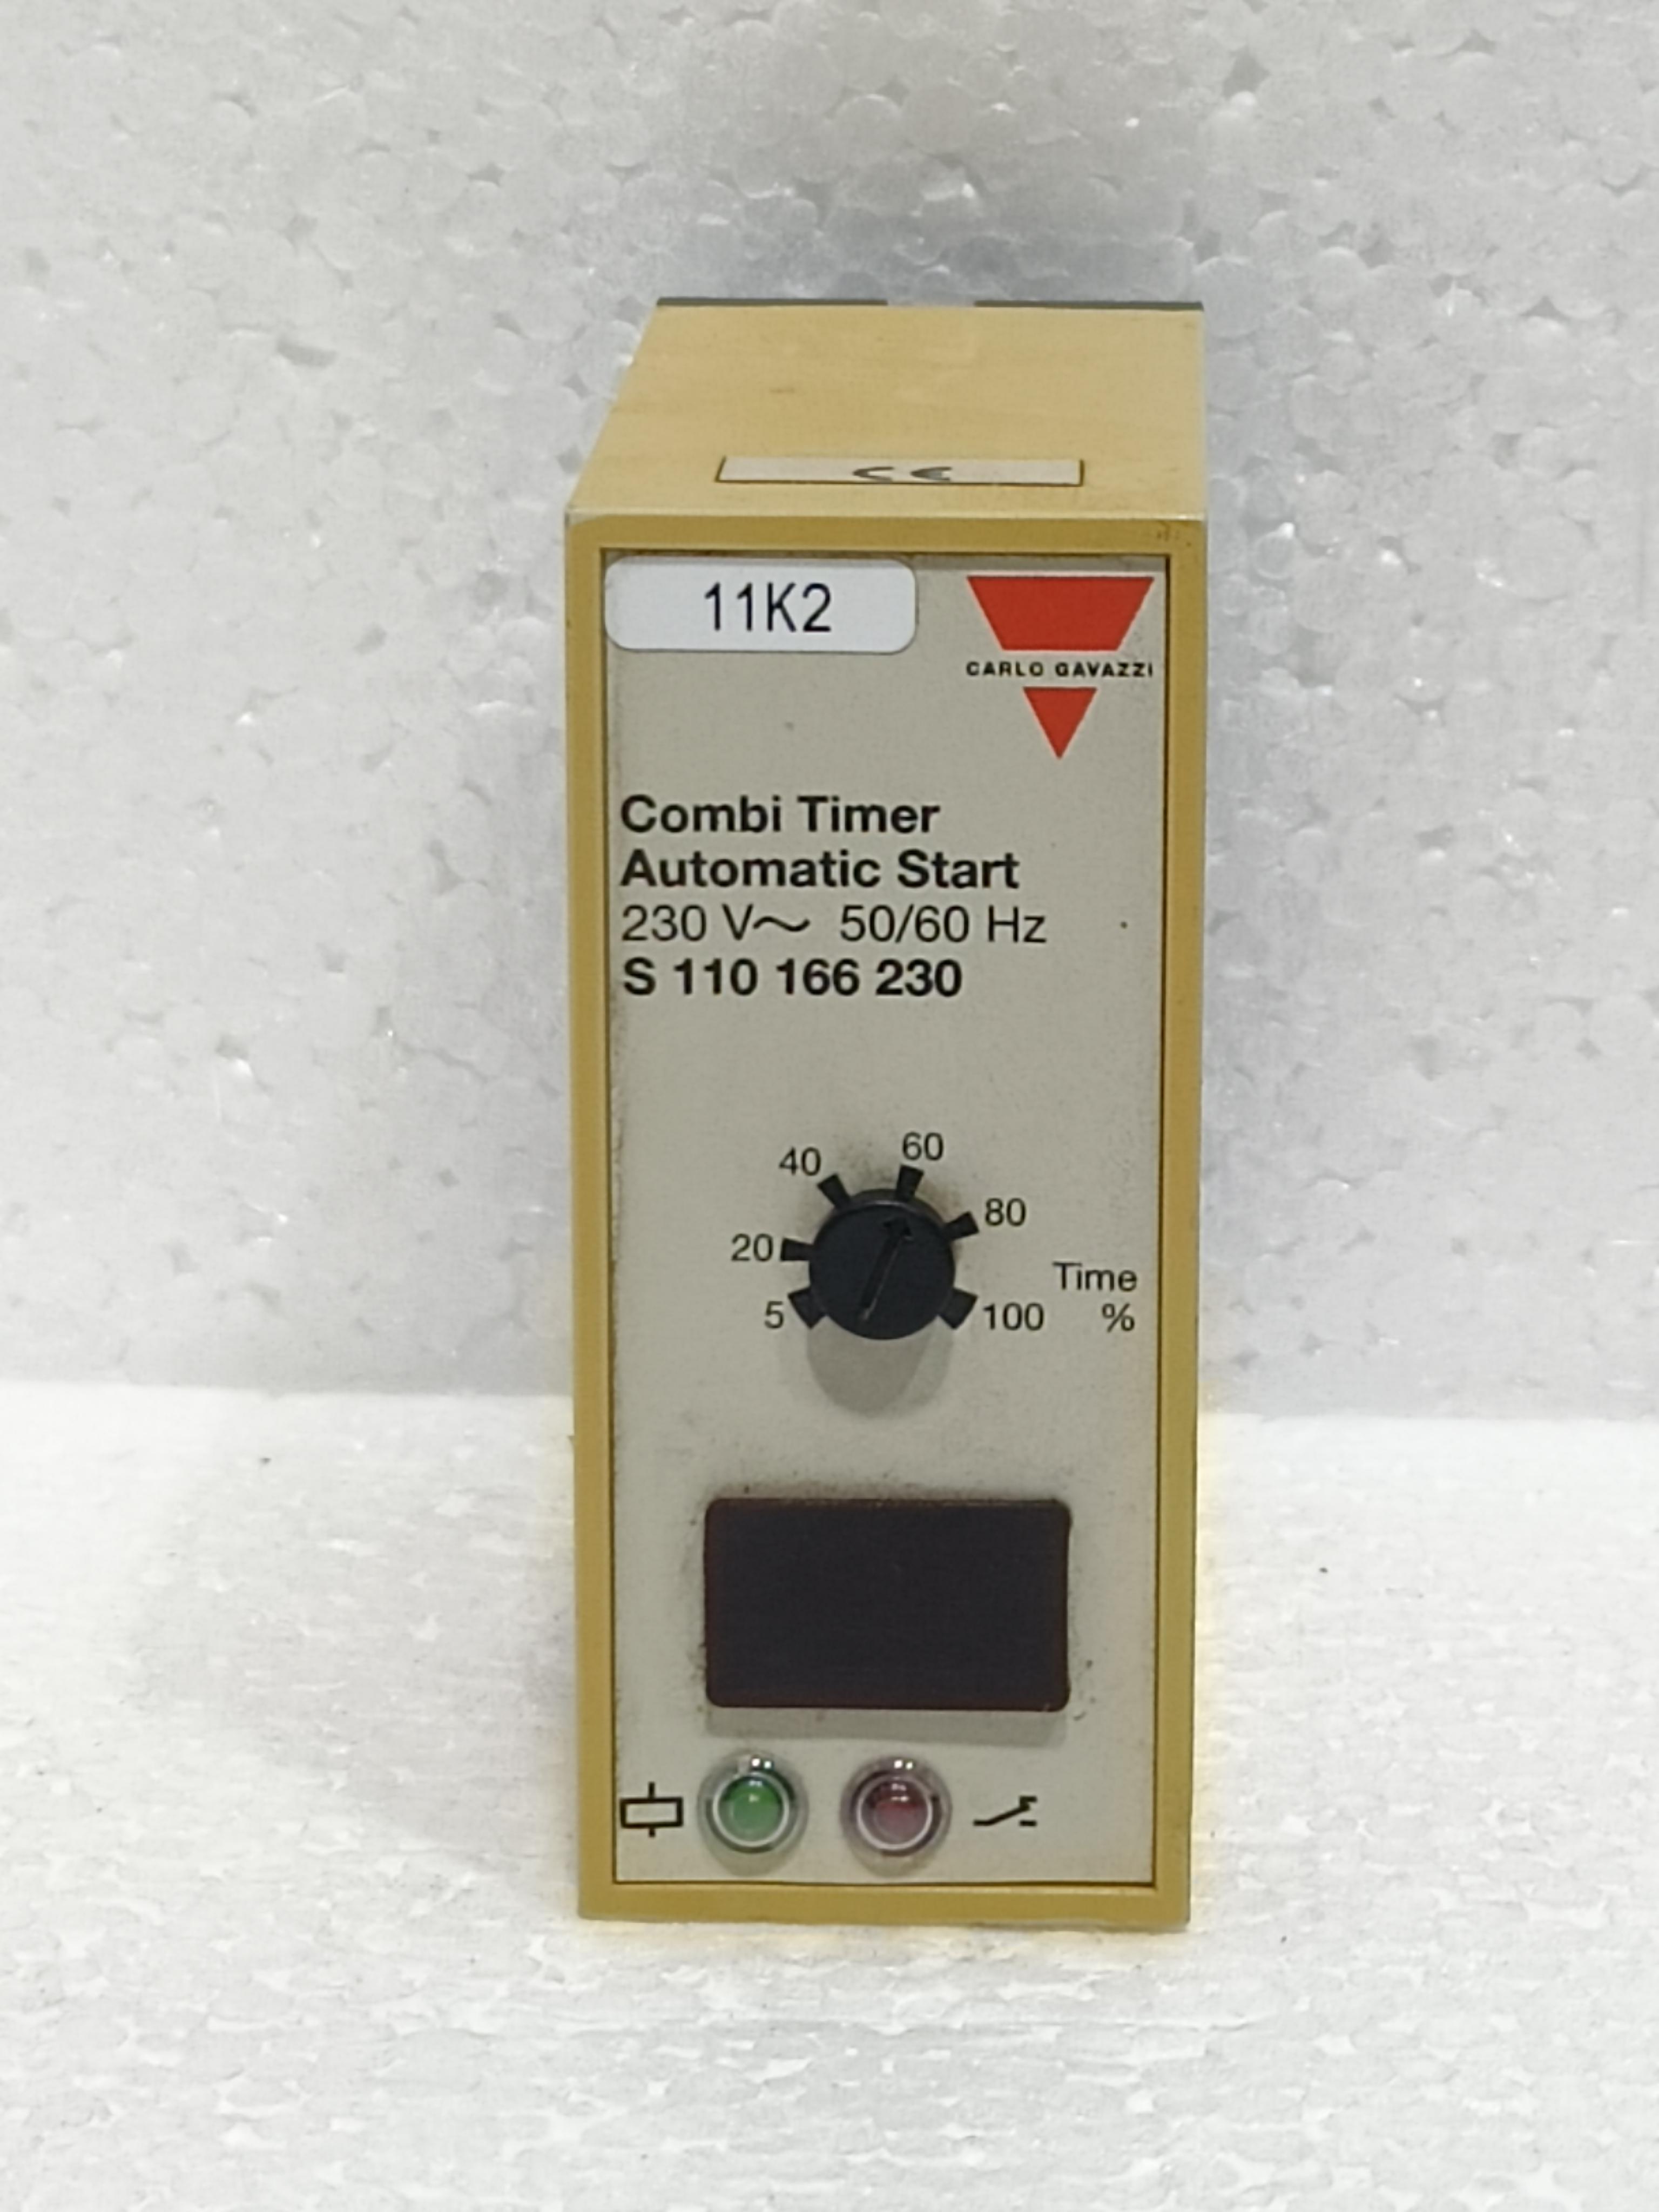 CE
11K2
CARLO GAVAZZI
Combi Timer
Automatic Start
230 V~ 50/60 Hz
S 110 166 230
40
60
20
80
5
100
Time
%